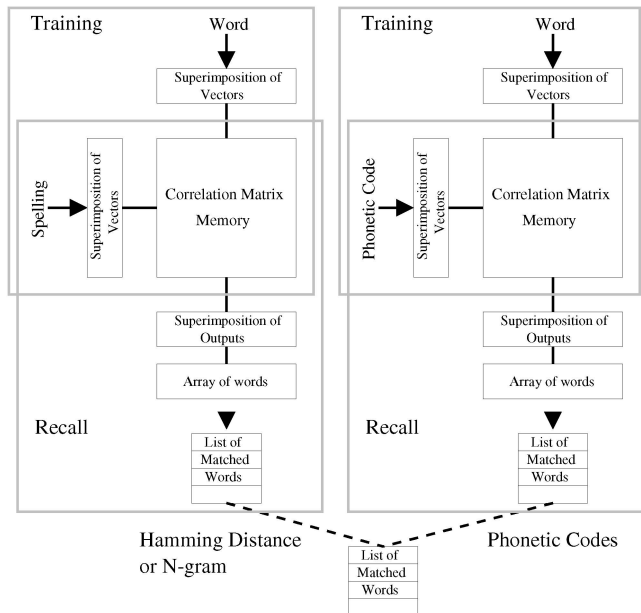 Training
Word
Superimposition of
Vectors
Spelling
Superimposition of
Vectors
Correlation Matrix
Memory
Superimposition of
Outputs
Array of words
Recall
List of
Matched
Words
Hamming Distance
or N-gram
Training
Word
Superimposition of
Vectors
Phonetic Code
Superimposition of
Vectors
Correlation Matrix
Memory
Superimposition of
Outputs
Array of words
Recall
List of
Matched
Words
Phonetic Codes
List of
Matched
Words